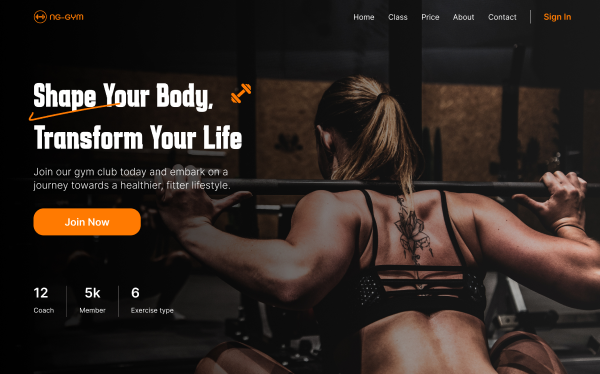 NG-GYM
Home Class Price About Contact Sign In
Shape Your Body,
Transform Your Life
Join our gym club today and embark on a
journey towards a healthier, fitter lifestyle.
Join Now
12 5k 6
Coach Member Exercise type